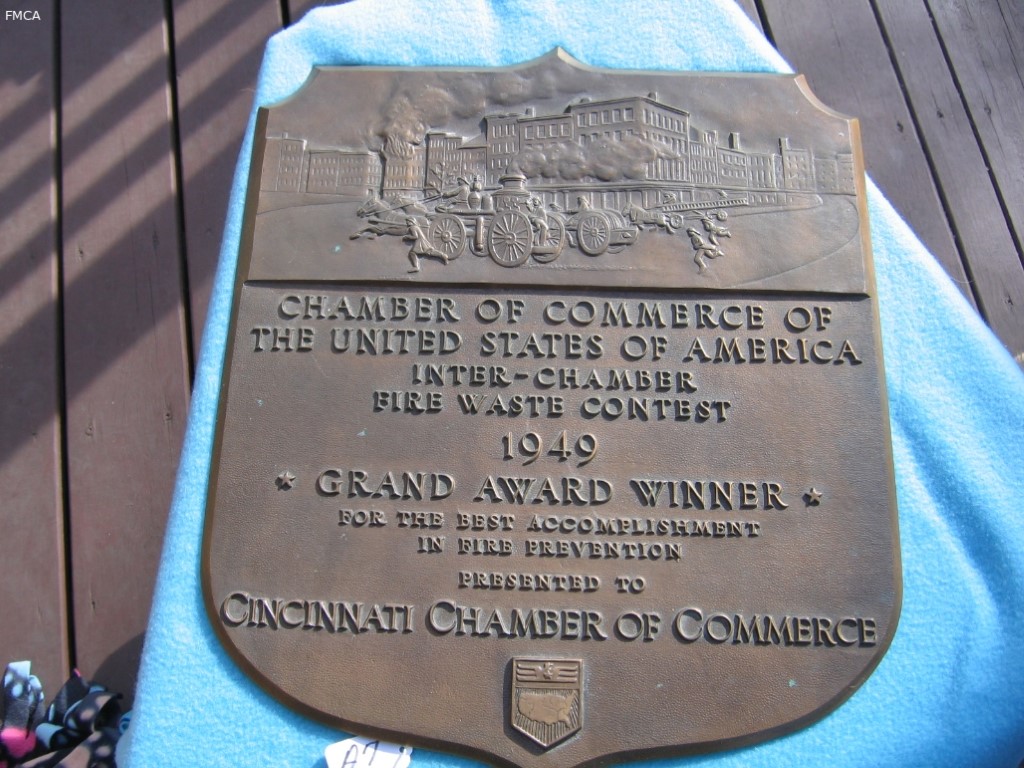 FMCA
CHAMBER OF COMMERCE OF
THE UNITED STATES OF AMERICA
INTER-CHAMBER
FIRE WASTE CONTEST
1949
GRAND AWARD WINNER
FOR THE BEST ACCOMPLISHMENT
IN FIRE PREVENTION
PRESENTED TO
CINCINNATI CHAMBER OF COMMERCE